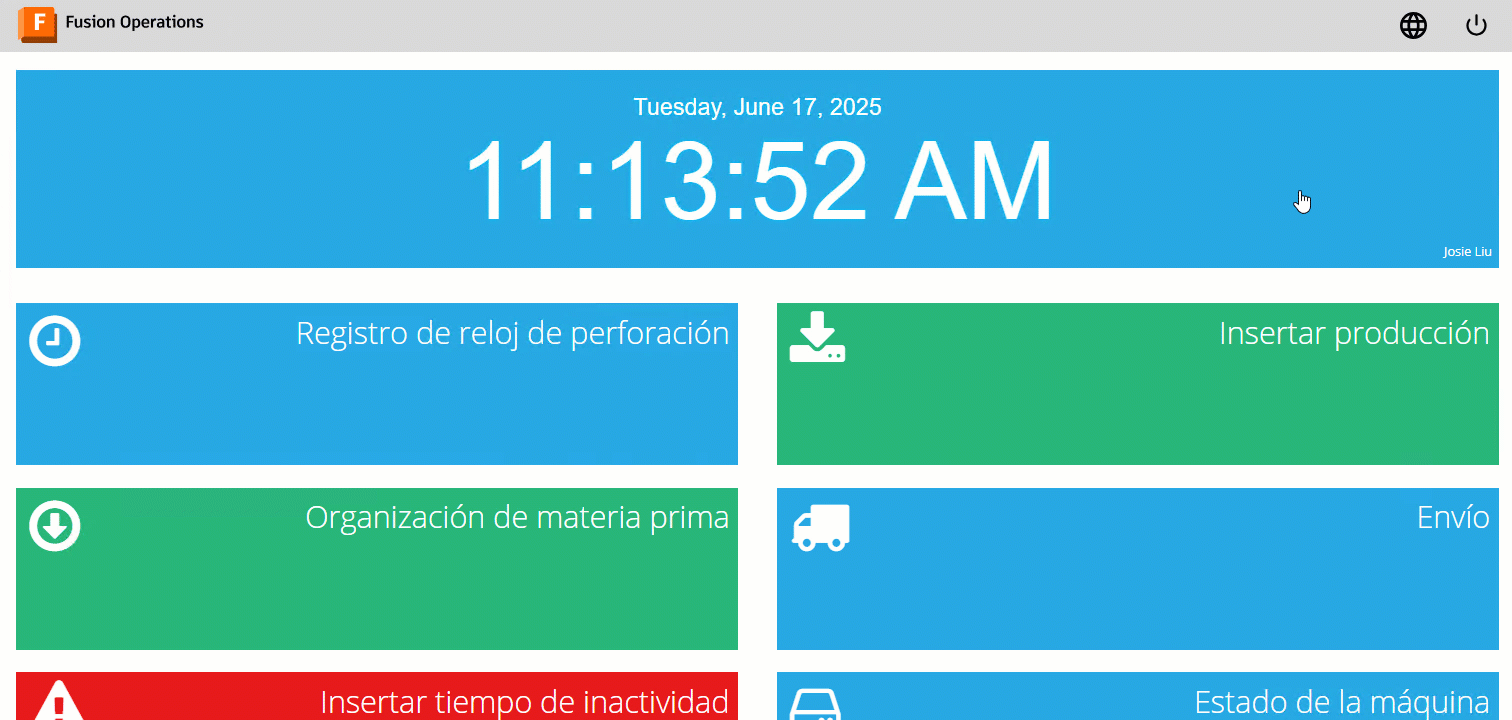 F Fusion Operations
Tuesday, June 17, 2025
11:13:52 AM
Josie Liu
Registro de reloj de perforación
Insertar producción
Organización de materia prima
Envío
Insertar tiempo de inactividad
Estado de la máquina